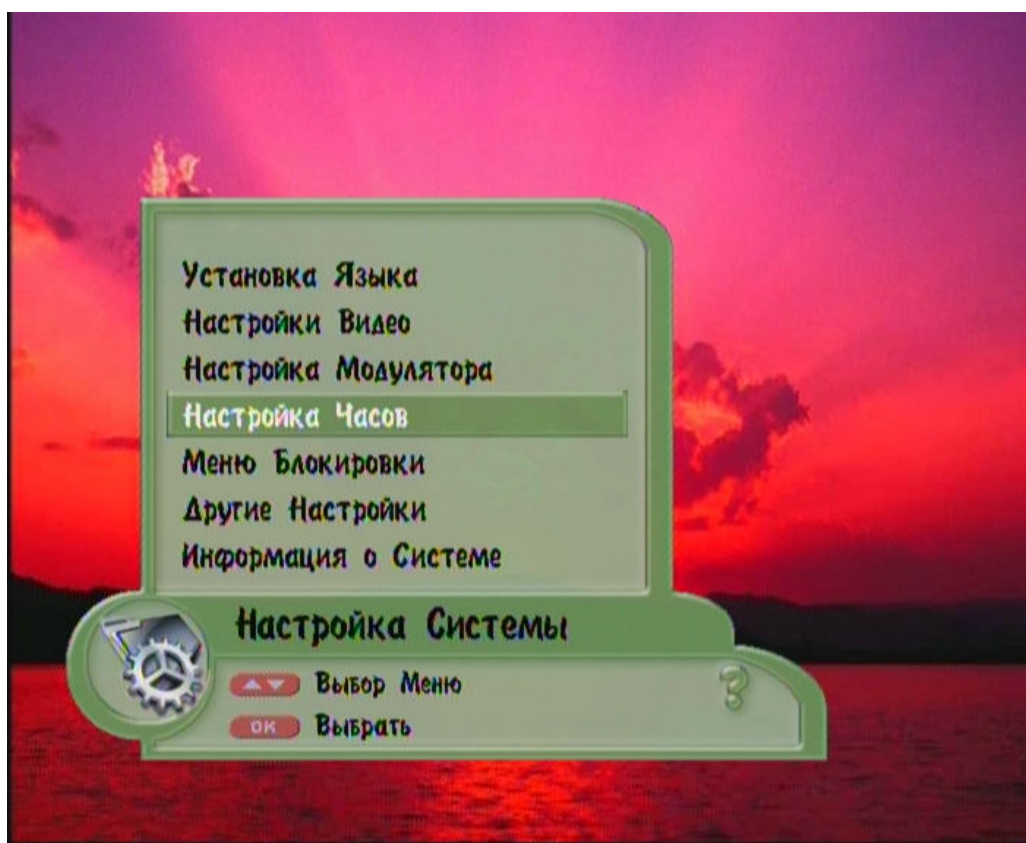 Установка Языка
Настройки Видео
Настройка Модулятора
Настройка Часов
Меню Блокировки
Другие Настройки
Информация о Системе
Настройка Системы
Выбор Меню
?
OK Выбрать